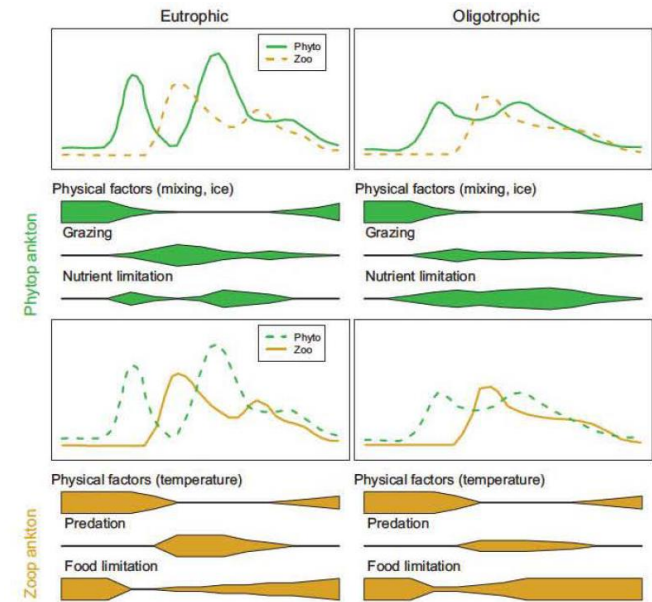 Eutrophic
Oligotrophic
Phyto
Zoo
Physical factors (mixing, ice)
Physical factors (mixing, ice)
Grazing
Grazing
Nutrient limitation
Nutrient limitation
Phytop ankton
Phyto
Zoo
Physical factors (temperature)
Physical factors (temperature)
Predation
Predation
Food limitation
Food limitation
Zoop ankton